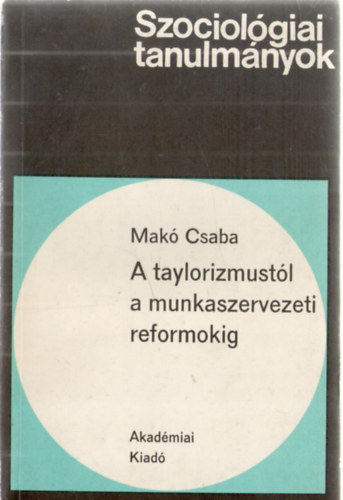 Szociológiai
tanulmányok
Makó Csaba
A taylorizmustól
a munkaszervezeti
reformokig
Akadémiai
Kiadó